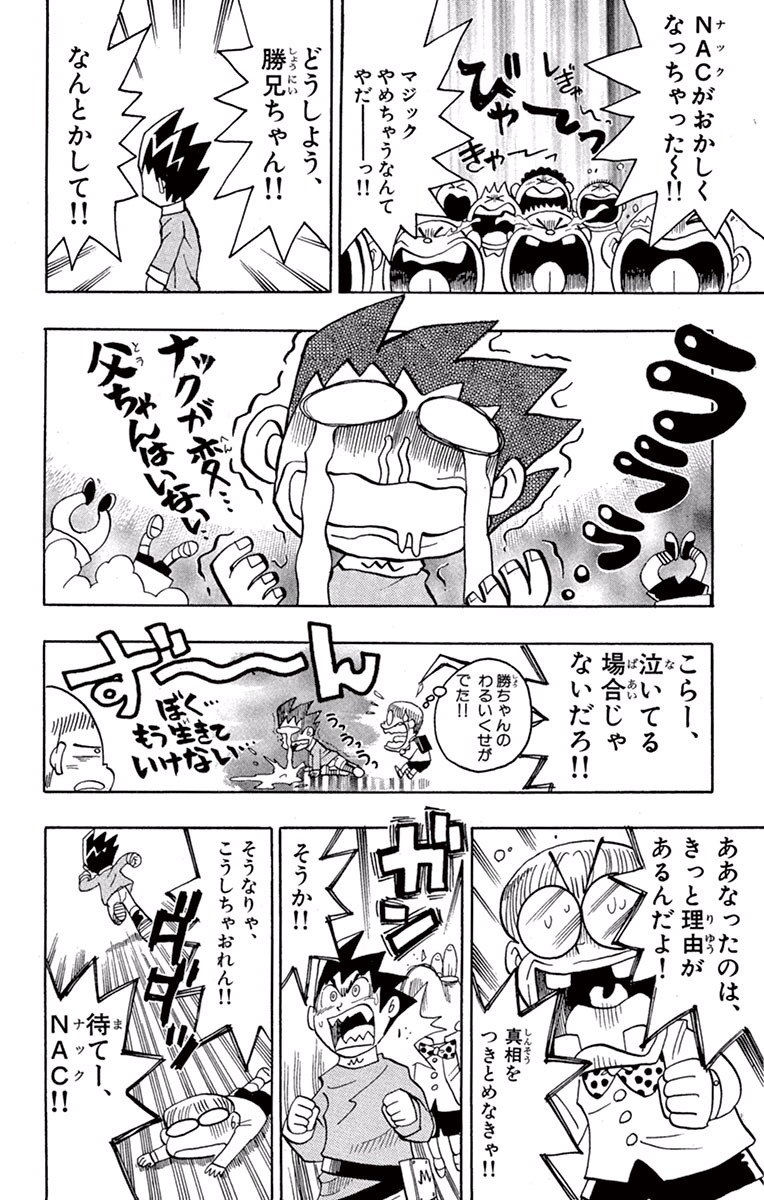 NACがおかしく
なっちゃった〜!!
しぎゃ〜っ
びゃ〜っ
きゃ〜っ
マジック
やめちゃうなんて
やだーーっ!!
どうしよう、
勝兄ちゃん!!
なんとかして!!
うううう…
ナックが変…
父ちゃんはいない…
こらー、
泣いてる
場合じゃ
ないだろ!!
勝ちゃんの
わるいくせが
でた!!
ず〜〜ん
ぼく…
もう生きて
いけない…
ああなったのは、
きっと理由が
あるんだよ!
真相を
つきとめなきゃ!!
ガン
そうか!!
そうなりゃ、
こうしちゃおれん!!
ダダダ
待てー、
NAC!!